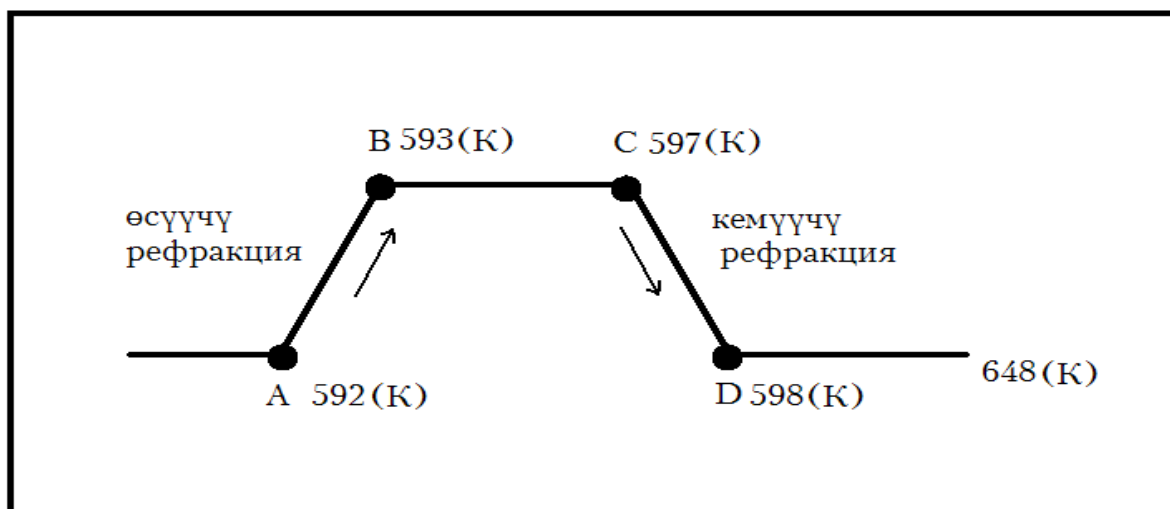 B 593(К)
C 597(К)
өсүүчү
рефракция
кемүүчү
рефракция
A 592(К)
D 598(К)
648(К)